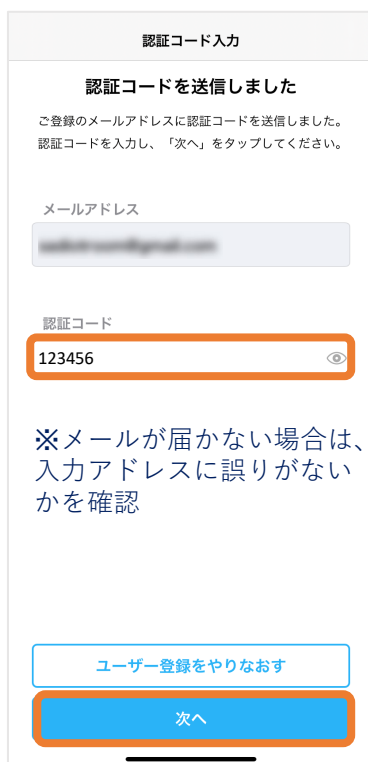 認証コード入力
認証コードを送信しました
ご登録のメールアドレスに認証コードを送信しました。
認証コードを入力し、「次へ」をタップしてください。
メールアドレス
認証コード
123456
※メールが届かない場合は、
入力アドレスに誤りがない
かを確認
ユーザー登録をやりなおす
次へ